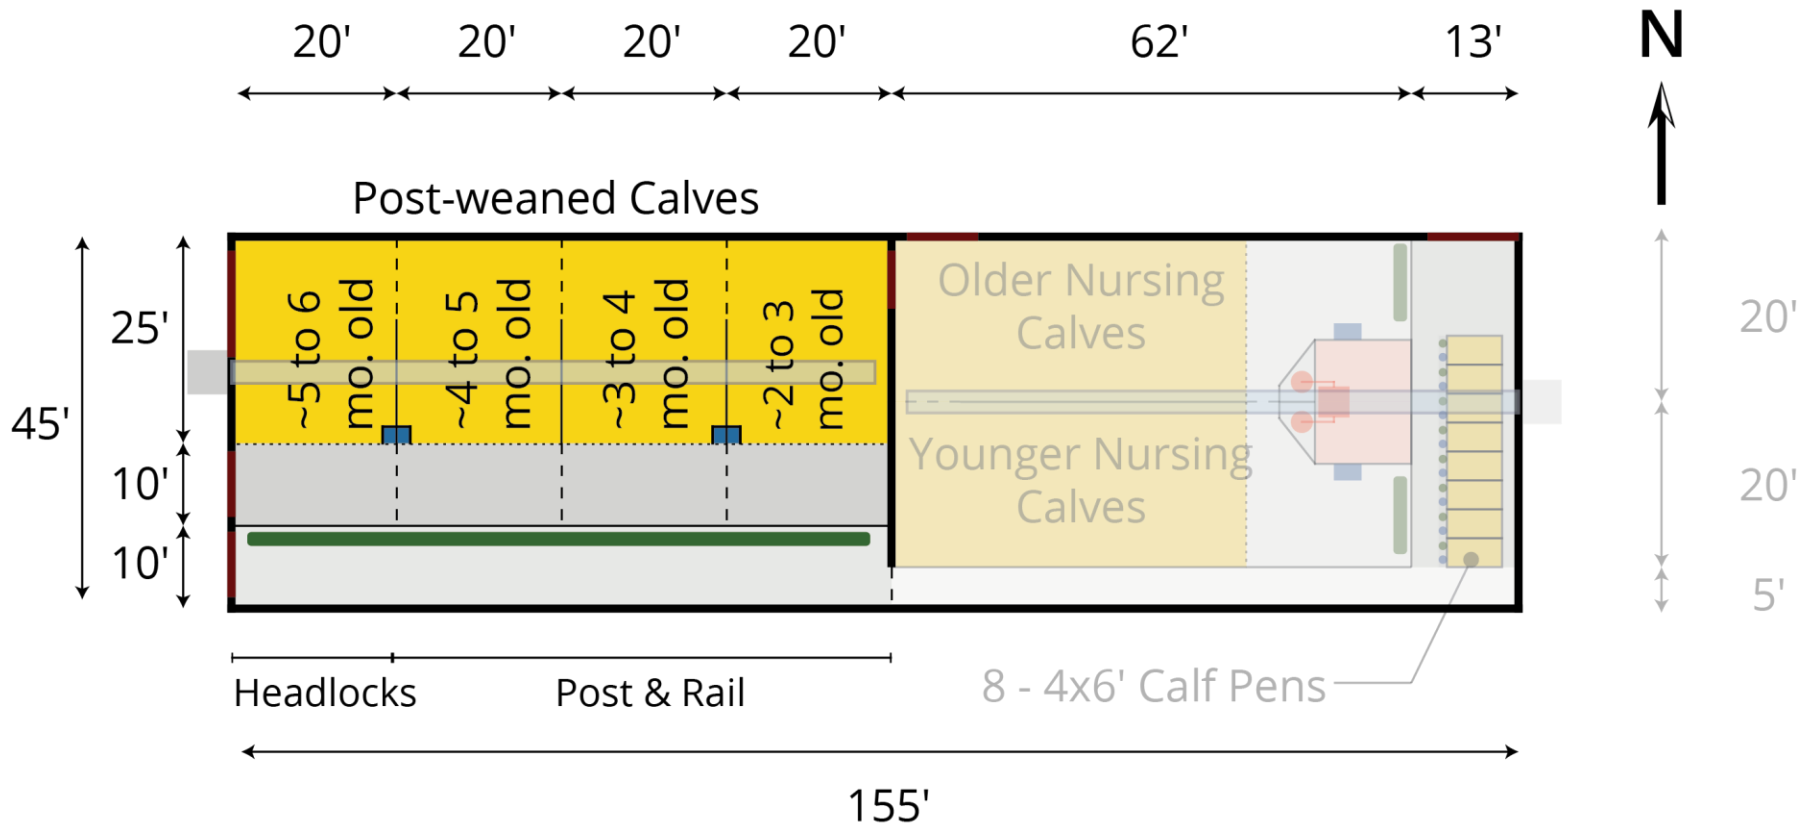 20'
20'
20'
20'
62'
13'
N
Post-weaned Calves
~5 to 6
mo. old
~4 to 5
mo. old
~3 to 4
mo. old
~2 to 3
mo. old
Older Nursing
Calves
Younger Nursing
Calves
25'
45'
10'
10'
20'
20'
5'
Headlocks
Post & Rail
8 - 4x6' Calf Pens
155'